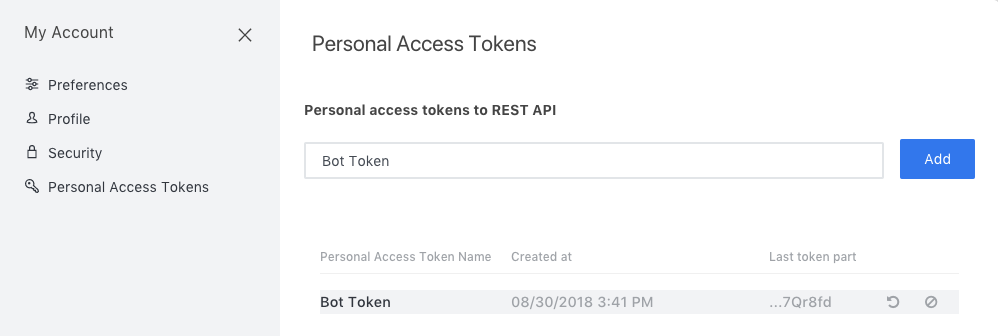 My Account
Preferences
Profile
Security
Personal Access Tokens
Personal Access Tokens
Personal access tokens to REST API
Bot Token
Add
Personal Access Token Name Created at Last token part
Bot Token 08/30/2018 3:41 PM ...7Qr8fd